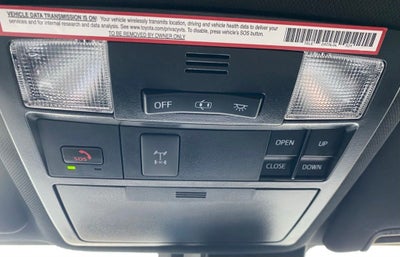 VEHICLE DATA TRANSMISSION IS ON! Your vehicle wirelessly transmits location, driving and vehicle health data to deliver your
services and for internal research and data analysis. See www.toyota.com/privacyvts. To disable, press vehicle's SOS button.
TO BE REMOVED BY OWNER ONLY
OFF
SOS
OPEN UP
CLOSE DOWN